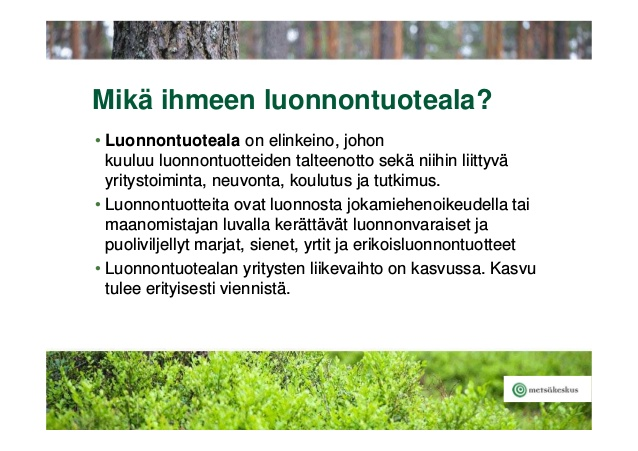 Mikä ihmeen luonnontuoteala?
• Luonnontuoteala on elinkeino, johon
kuuluu luonnontuotteiden talteenotto sekä niihin liittyvä
yritystoiminta, neuvonta, koulutus ja tutkimus.
• Luonnontuotteita ovat luonnosta jokamiehenoikeudella tai
maanomistajan luvalla kerättävät luonnonvaraiset ja
puoliviljellyt marjat, sienet, yrtit ja erikoisluonnontuotteet
• Luonnontuotealan yritysten liikevaihto on kasvussa. Kasvu
tulee erityisesti viennistä.
metsäkeskus